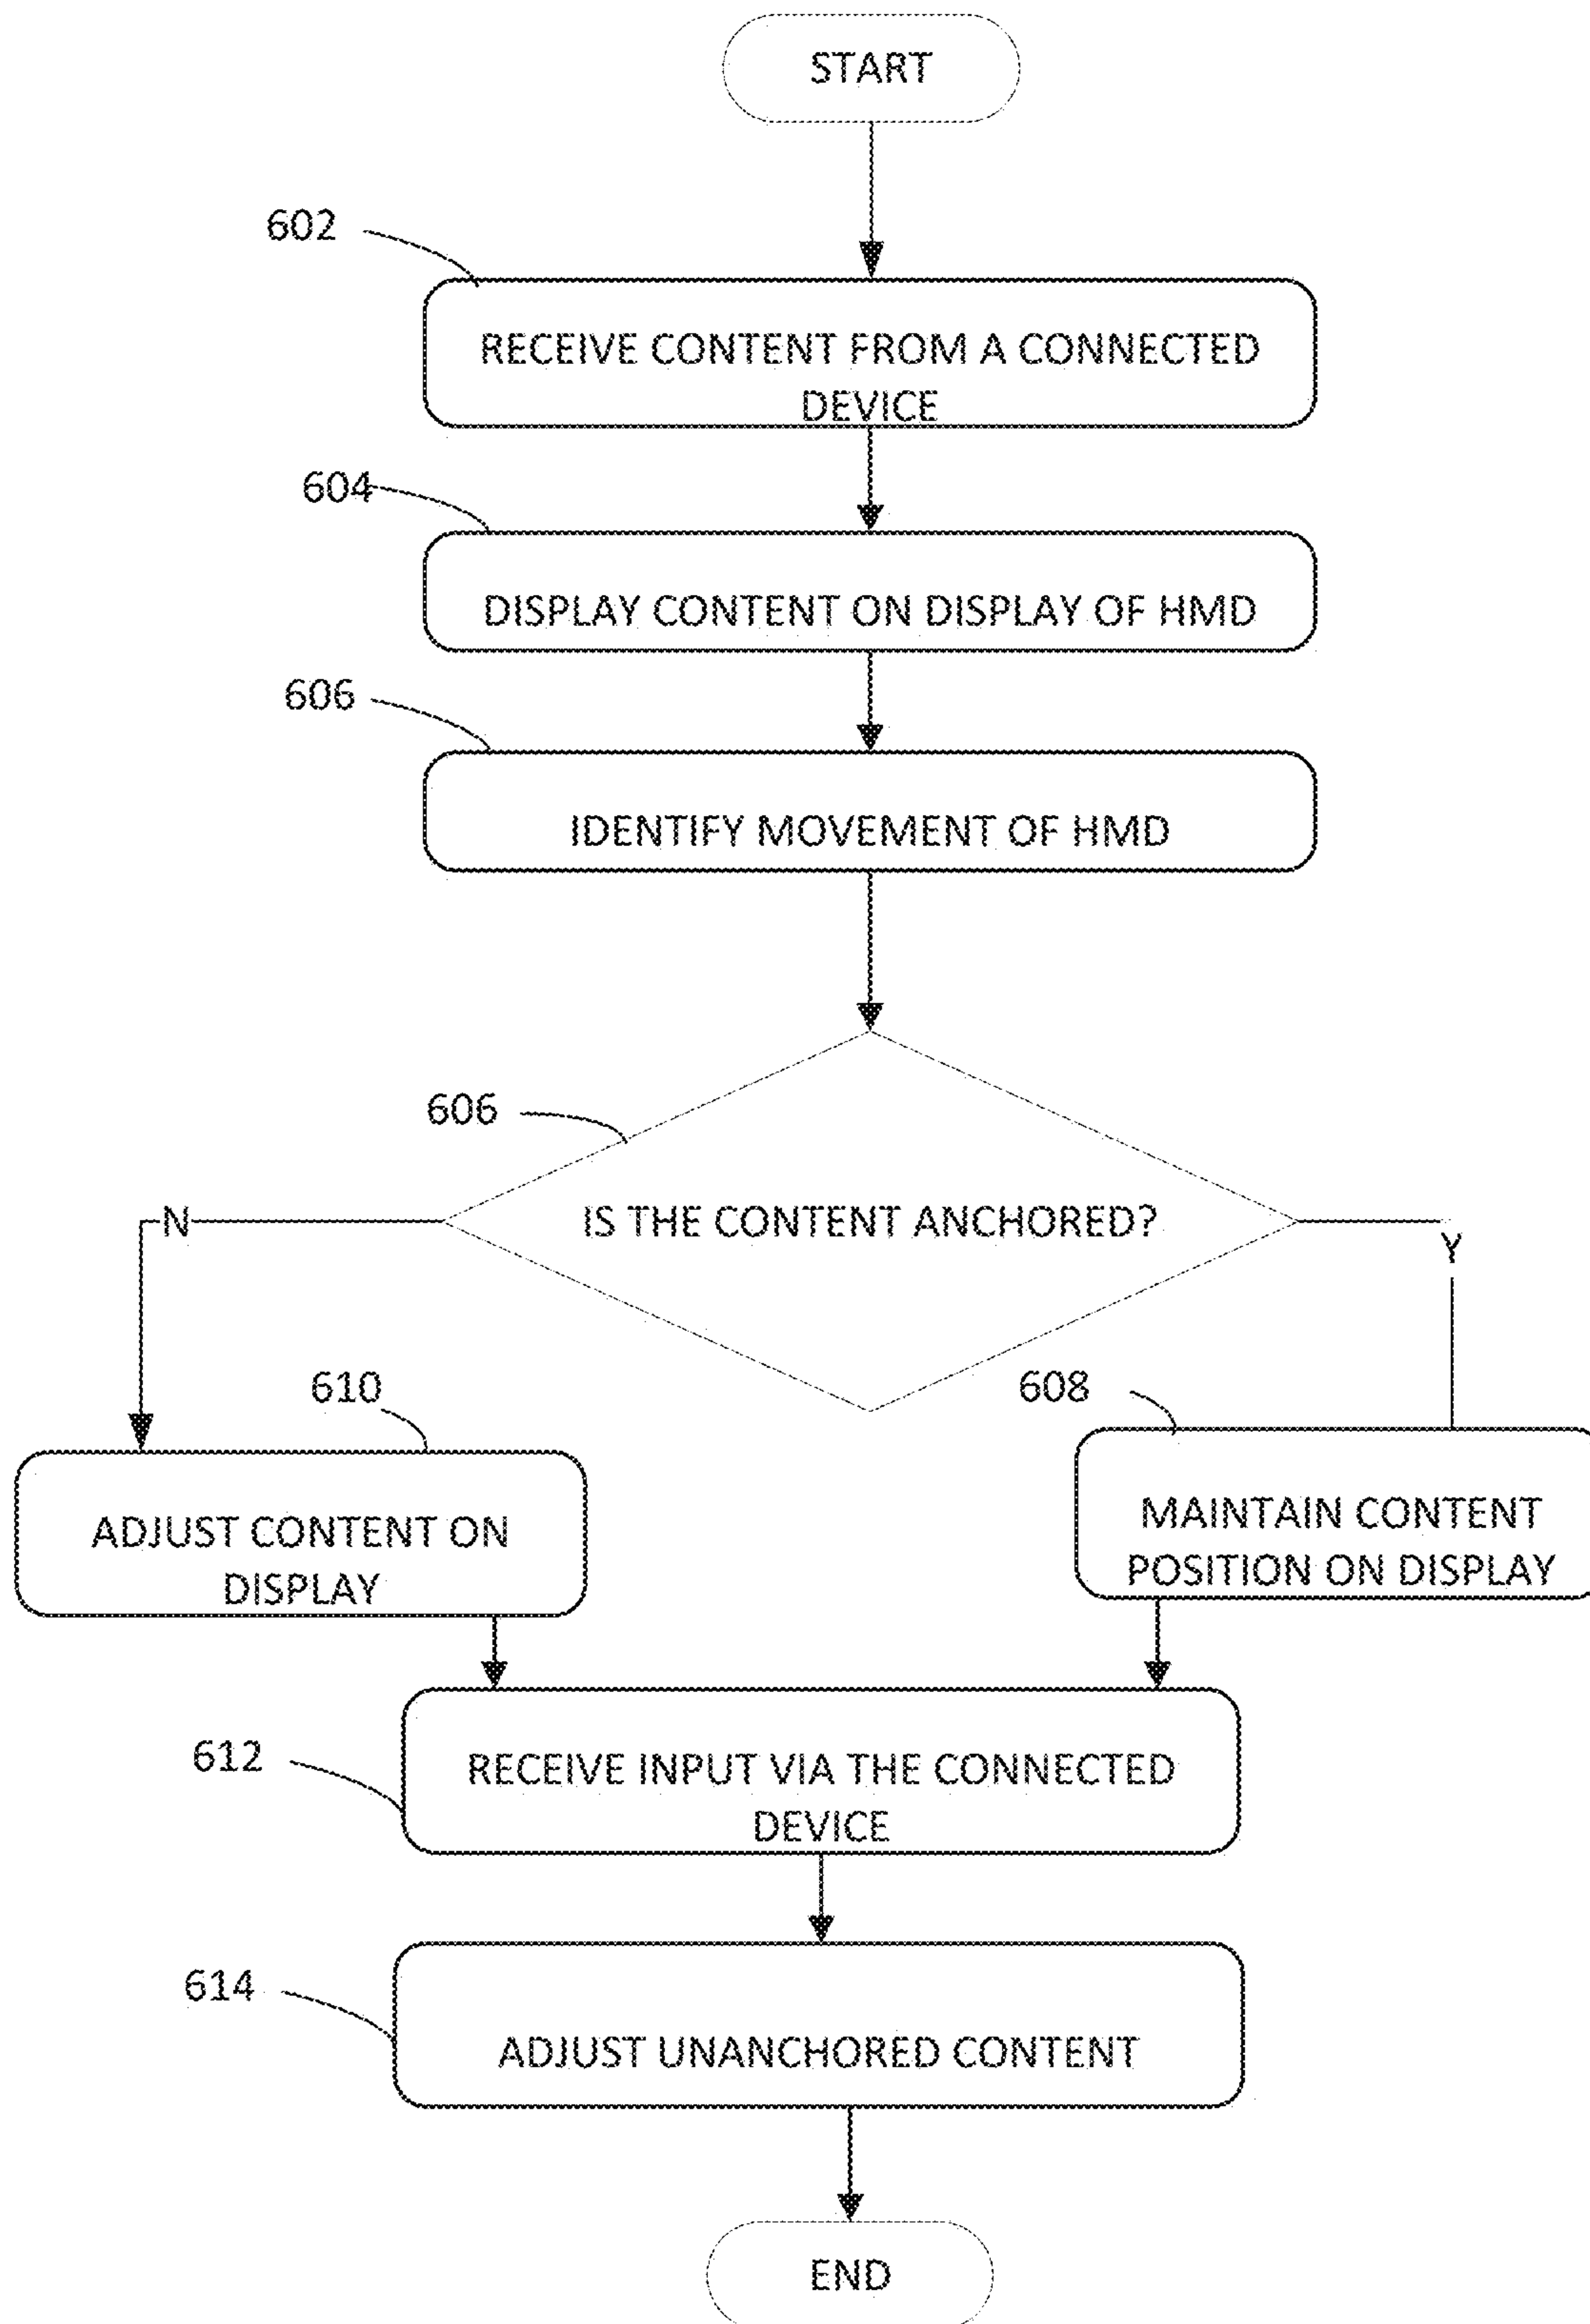 START
602
RECEIVE CONTENT FROM A CONNECTED
DEVICE
604
DISPLAY CONTENT ON DISPLAY OF HMD
606
IDENTIFY MOVEMENT OF HMD
606
IS THE CONTENT ANCHORED?
N
Y
610
ADJUST CONTENT ON
DISPLAY
608
MAINTAIN CONTENT
POSITION ON DISPLAY
612
RECEIVE INPUT VIA THE CONNECTED
DEVICE
614
ADJUST UNANCHORED CONTENT
END